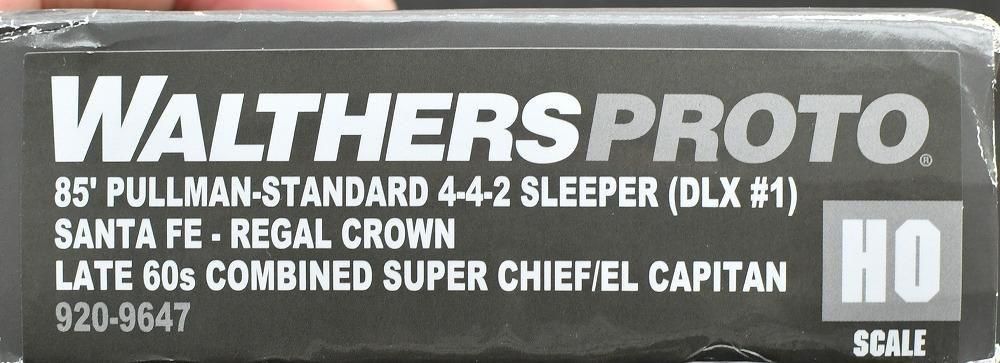 WALTHERSPROTO®
85' PULLMAN-STANDARD 4-4-2 SLEEPER (DLX #1)
SANTA FE - REGAL CROWN
LATE 60s COMBINED SUPER CHIEF/EL CAPITAN
920-9647
HO
SCALE